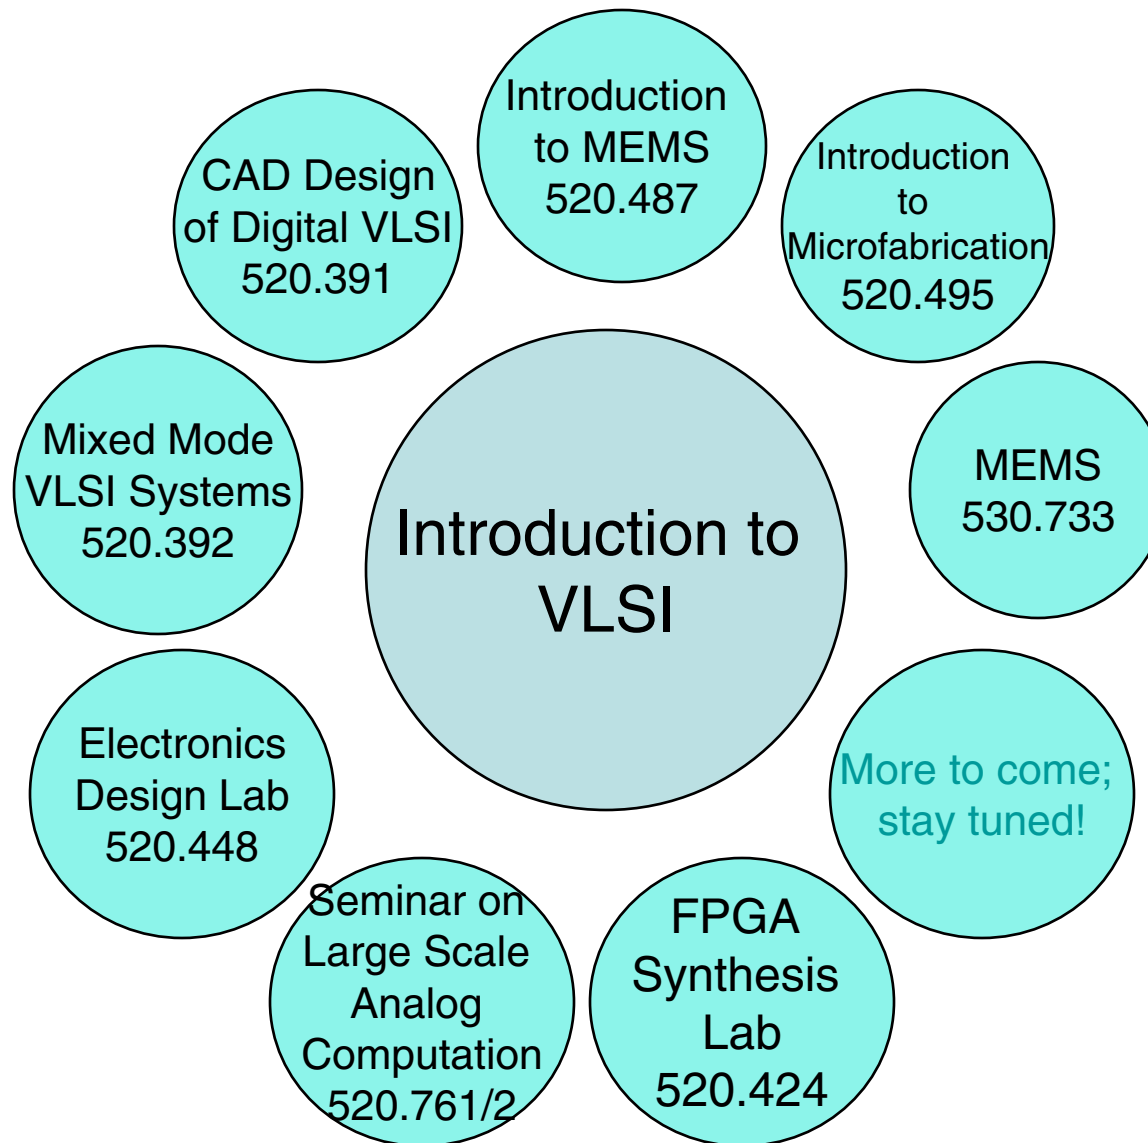 Introduction
to MEMS
520.487
Introduction
to
Microfabrication
520.495
CAD Design
of Digital VLSI
520.391
Mixed Mode
VLSI Systems
520.392
MEMS
530.733
Introduction to
VLSI
Electronics
Design Lab
520.448
More to come;
stay tuned!
Seminar on
Large Scale
Analog
Computation
520.761/2
FPGA
Synthesis
Lab
520.424